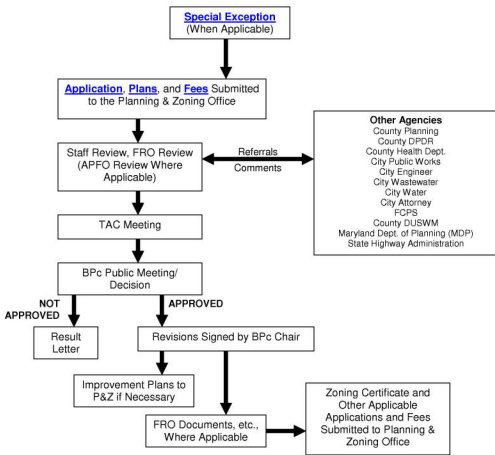 Special Exception
(When Applicable)
Application, Plans, and Fees Submitted
to the Planning & Zoning Office
Staff Review, FRO Review
(APFO Review Where
Applicable)
Referrals
Comments
Other Agencies
County Planning
County DPDR
County Health Dept.
City Public Works
City Engineer
City Wastewater
City Water
City Attorney
FCPS
County DUSWM
Maryland Dept. of Planning (MDP)
State Highway Administration
TAC Meeting
BPc Public Meeting/
Decision
NOT
APPROVED
APPROVED
Result
Letter
Revisions Signed by BPc Chair
Improvement Plans to
P&Z if Necessary
FRO Documents, etc.,
Where Applicable
Zoning Certificate and
Other Applicable
Applications and Fees
Submitted to Planning &
Zoning Office